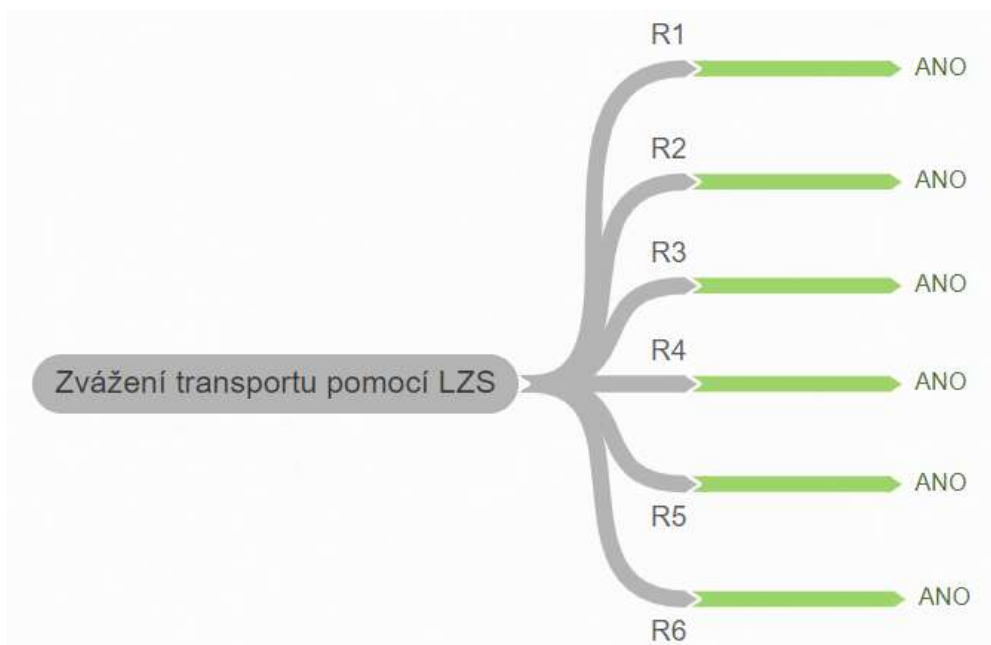 R1
ANO
R2
ANO
R3
ANO
Zvážení transportu pomocí LZS
R4
ANO
ANO
R5
ANO
R6